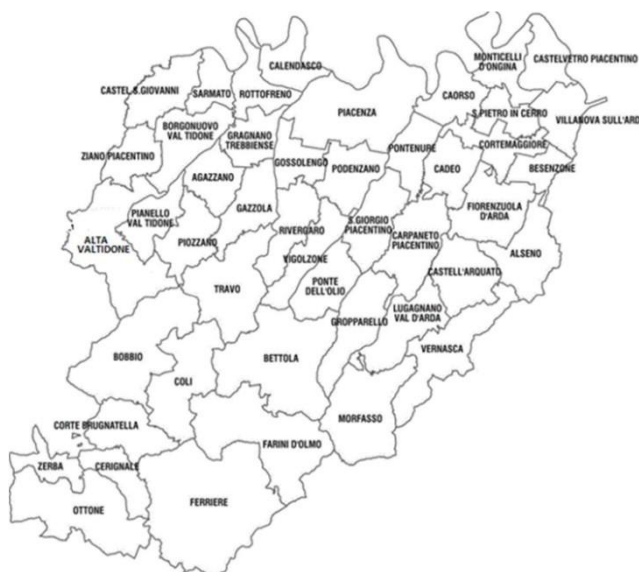 CALENDASCO
MONTICELLI
D'ONGINA
CASTELVETRO PIACENTINO
CASTEL S.GIOVANNI
SARMATO
ROTTOFRENO
CAORSO
PIACENZA
S.PIETRO IN CERRO
VILLANOVA SULL'ARD
BORGONUOVO
VAL TIDONE
GRAGNANO
TREBBIENSE
PONTENURE
CORTEMAGGIORE
ZIANO PIACENTINO
GOSSOLENGO
PODENZANO
CADEO
BESENZONE
AGAZZANO
GAZZOLA
FIORENZUOLA
D'ARDA
PIANELLO
VAL TIDONE
S.GIORGIO
PIACENTINO
RIVERGARO
CARPANETO
PIACENTINO
ALTA
VALTIDONE
PIOZZANO
VIGOLZONE
ALSENO
CASTELL'ARQUATO
TRAVO
PONTE
DELL'OLIO
LUGAGNANO
VAL D'ARDA
GROPPARELLO
VERNASCA
BOBBIO
BETTOLA
COLI
MORFASSO
CORTE BRUGNATELLA
FARINI D'OLMO
ZERBA
CERIGNALE
FERRIERE
OTTONE